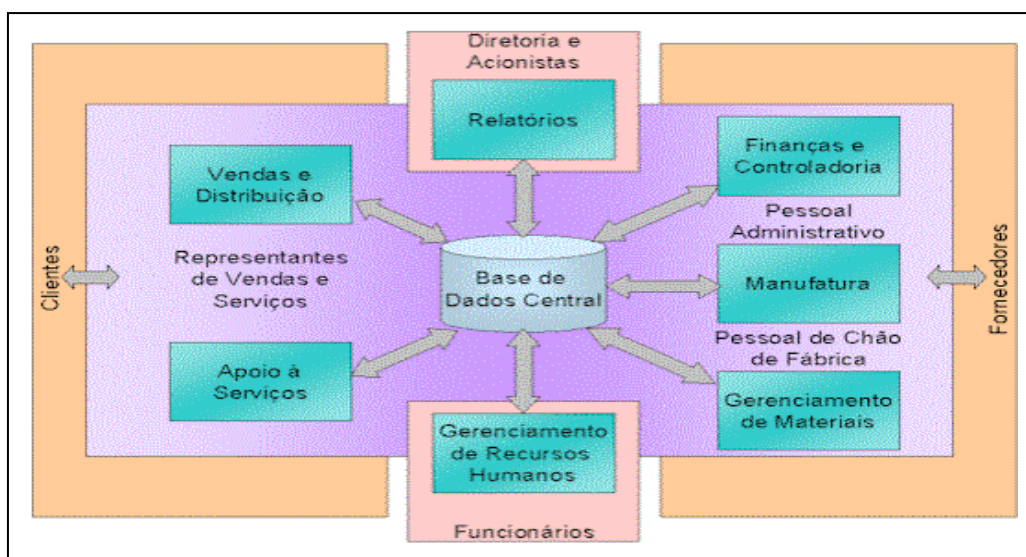 Diretoria e
Acionistas
Relatórios
Vendas e
Distribuição
Finanças e
Controladoria
Pessoal
Administrativo
Representantes
de Vendas e
Serviços
Clientes
Base de
Dados Central
Manufatura
Fornecedores
Pessoal de Chão
de Fábrica
Apoio à
Serviços
Gerenciamento
de Materiais
Gerenciamento
de Recursos
Humanos
Funcionários